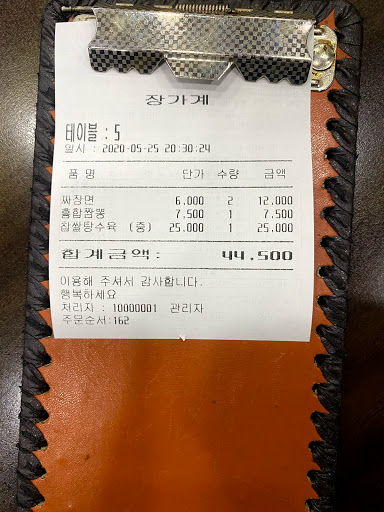 장가계
테이블 : 5
일시 : 2020-05-25 20:30:24
품 명 단가 수량 금액
짜장면 6.000 2 12.000
홍합짬뽕 7.500 1 7.500
찹쌀탕수육 (중) 25.000 1 25.000
합계금액 : 44.500
이용해 주셔서 감사합니다.
행복하세요
처리자 : 10000001 관리자
주문순서:162